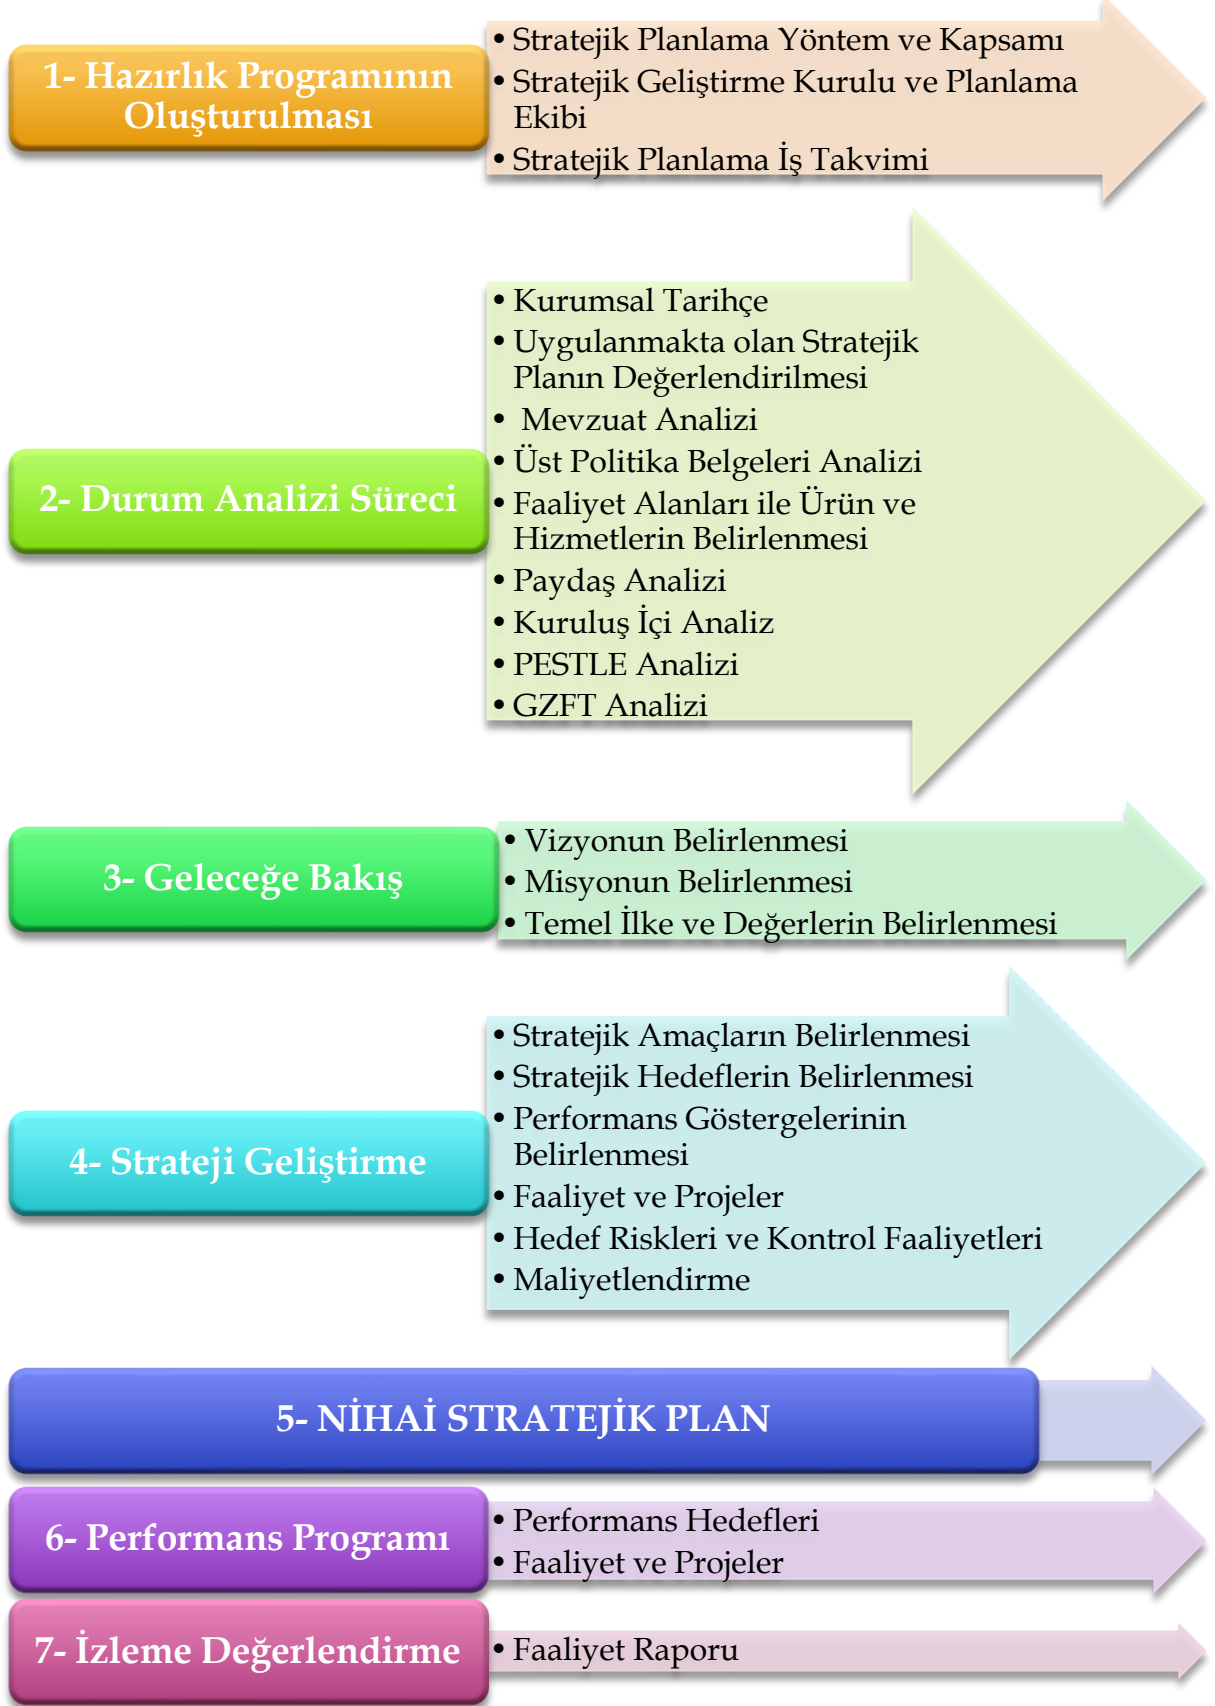 1- Hazırlık Programının
Oluşturulması
• Stratejik Planlama Yöntem ve Kapsamı
• Stratejik Geliştirme Kurulu ve Planlama
Ekibi
• Stratejik Planlama İş Takvimi
2- Durum Analizi Süreci
• Kurumsal Tarihçe
• Uygulanmakta olan Stratejik
Planın Değerlendirilmesi
• Mevzuat Analizi
• Üst Politika Belgeleri Analizi
• Faaliyet Alanları ile Ürün ve
Hizmetlerin Belirlenmesi
• Paydaş Analizi
• Kuruluş İçi Analiz
• PESTLE Analizi
• GZFT Analizi
3- Geleceğe Bakış
• Vizyonun Belirlenmesi
• Misyonun Belirlenmesi
• Temel İlke ve Değerlerin Belirlenmesi
4- Strateji Geliştirme
• Stratejik Amaçların Belirlenmesi
• Stratejik Hedeflerin Belirlenmesi
• Performans Göstergelerinin
Belirlenmesi
• Faaliyet ve Projeler
• Hedef Riskleri ve Kontrol Faaliyetleri
• Maliyetlendirme
5- NİHAİ STRATEJİK PLAN
6- Performans Programı
• Performans Hedefleri
• Faaliyet ve Projeler
7- İzleme Değerlendirme
• Faaliyet Raporu